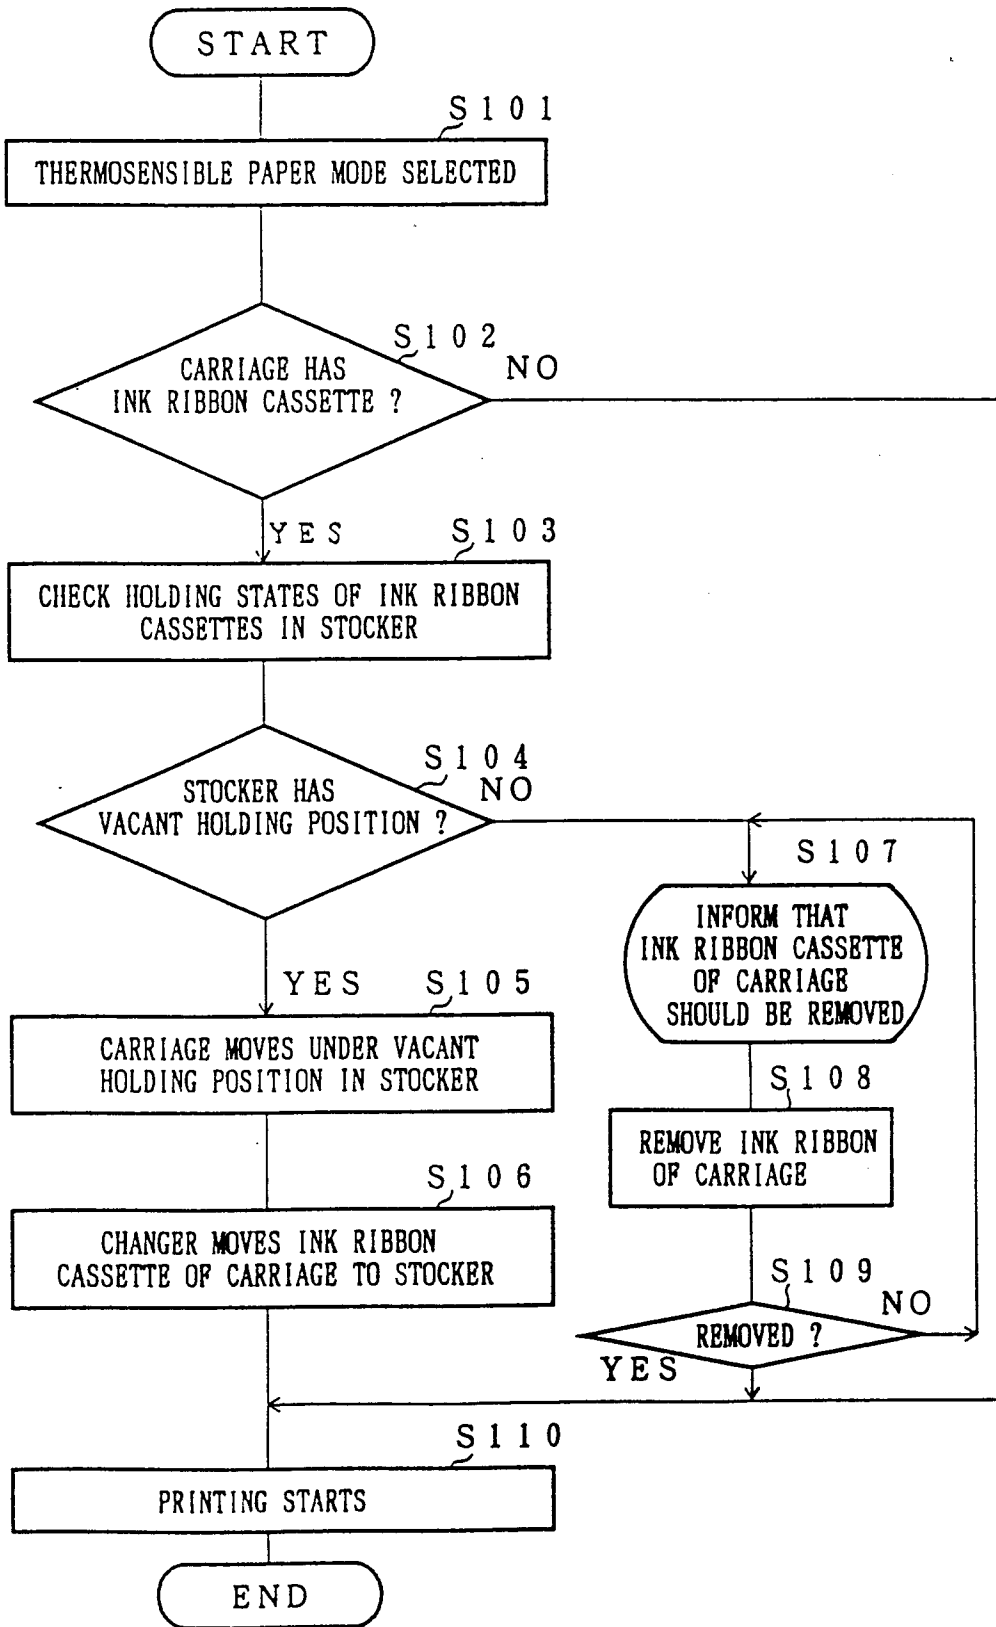 START
S101
THERMOSENSIBLE PAPER MODE SELECTED
S102
CARRIAGE HAS
INK RIBBON CASSETTE ?
NO
YES
S103
CHECK HOLDING STATES OF INK RIBBON
CASSETTES IN STOCKER
S104
STOCKER HAS
VACANT HOLDING POSITION ?
NO
YES
S105
CARRIAGE MOVES UNDER VACANT
HOLDING POSITION IN STOCKER
S106
CHANGER MOVES INK RIBBON
CASSETTE OF CARRIAGE TO STOCKER
S107
INFORM THAT
INK RIBBON CASSETTE
OF CARRIAGE
SHOULD BE REMOVED
S108
REMOVE INK RIBBON
OF CARRIAGE
S109
REMOVED ?
NO
YES
S110
PRINTING STARTS
END